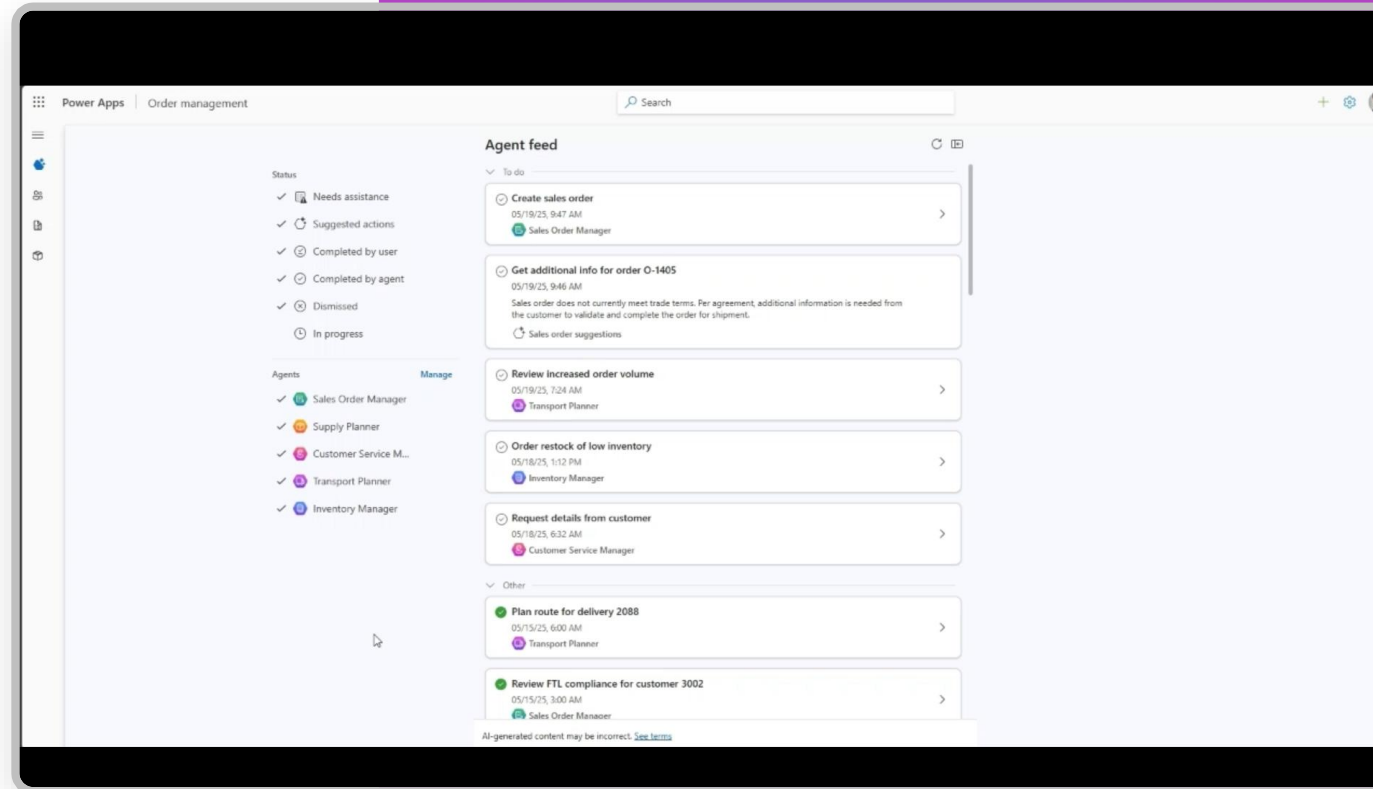 Power Apps
Order management
Search
Agent feed
Status
Needs assistance
Suggested actions
Completed by user
Completed by agent
Dismissed
In progress
Agents
Manage
Sales Order Manager
Supply Planner
Customer Service M...
Transport Planner
Inventory Manager
To do
Create sales order
05/19/25, 9:47 AM
Sales Order Manager
Get additional info for order O-1405
05/19/25, 9:46 AM
Sales order does not currently meet trade terms. Per agreement, additional information is needed from
the customer to validate and complete the order for shipment.
Sales order suggestions
Review increased order volume
05/19/25, 7:24 AM
Transport Planner
Order restock of low inventory
05/18/25, 1:12 PM
Inventory Manager
Request details from customer
05/18/25, 6:32 AM
Customer Service Manager
Other
Plan route for delivery 2088
05/15/25, 6:00 AM
Transport Planner
Review FTL compliance for customer 3002
05/15/25, 3:00 AM
Sales Order Manager
AI-generated content may be incorrect. See terms